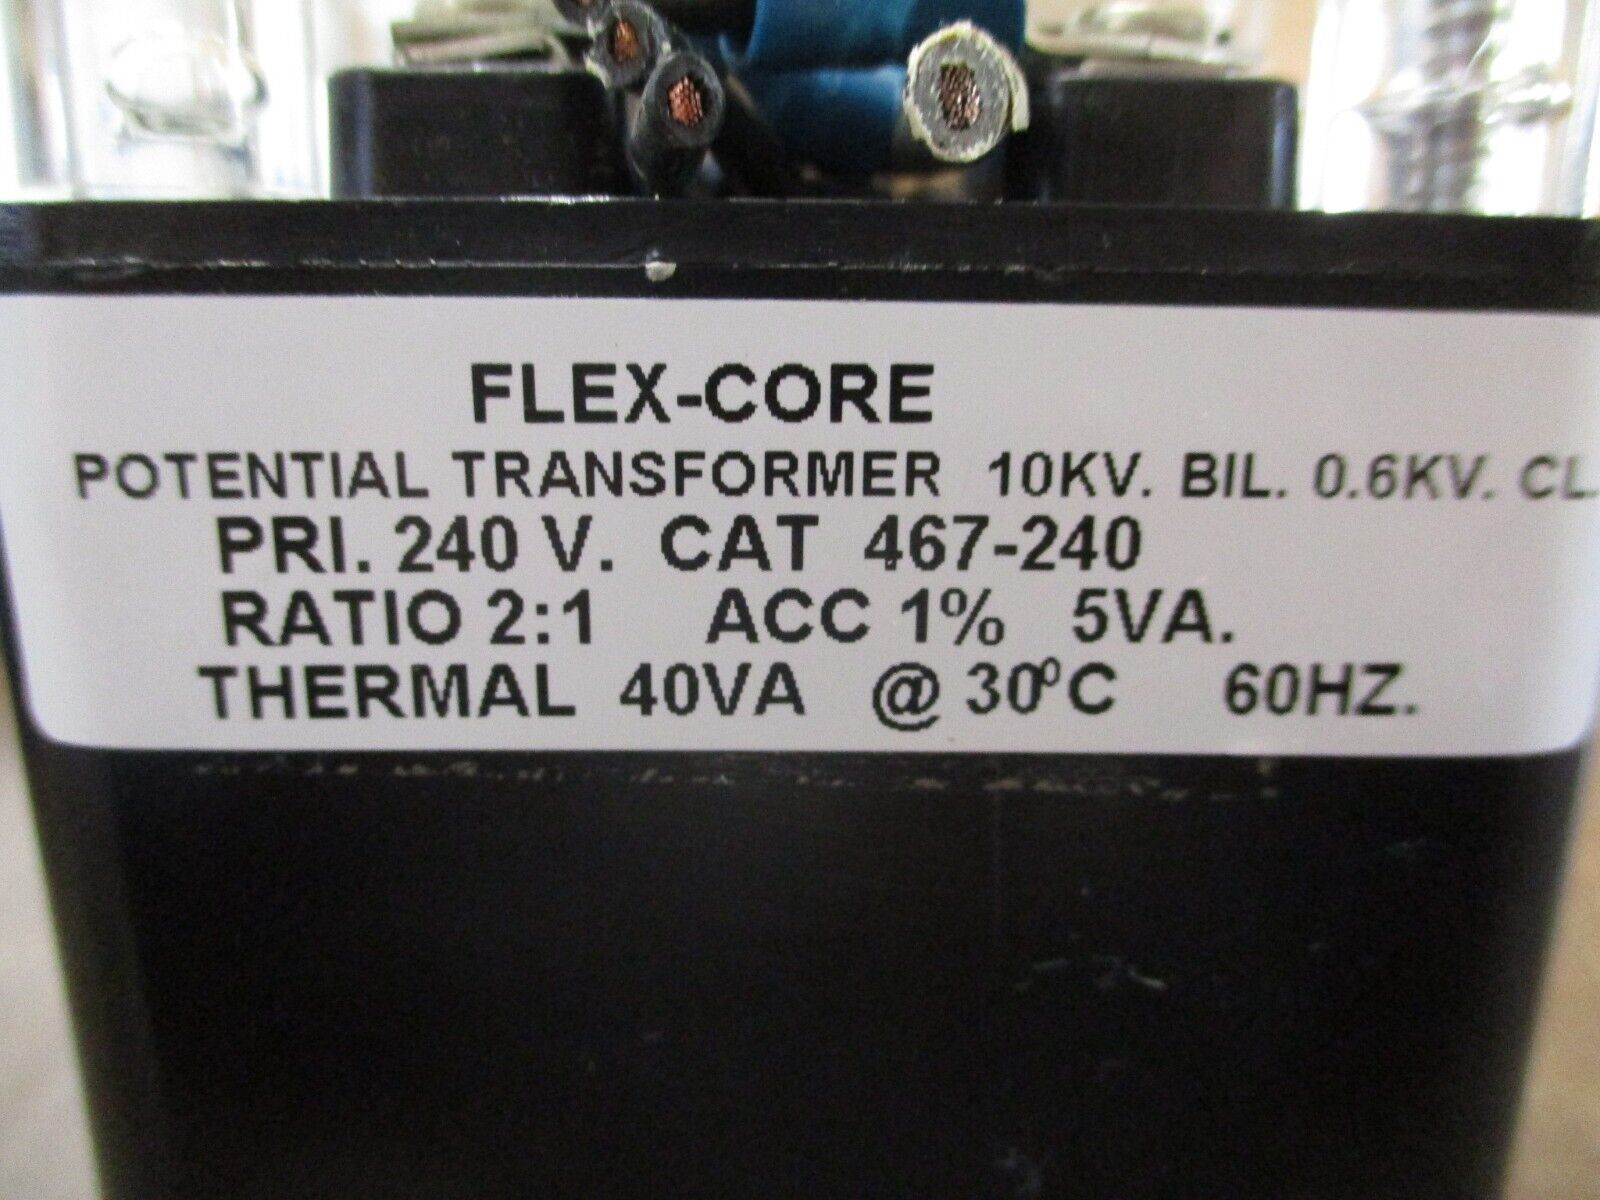 FLEX-CORE
POTENTIAL TRANSFORMER 10KV. BIL. 0.6KV. CL.
PRI. 240 V. CAT 467-240
RATIO 2:1 ACC 1% 5VA.
THERMAL 40VA @ 30°C 60HZ.